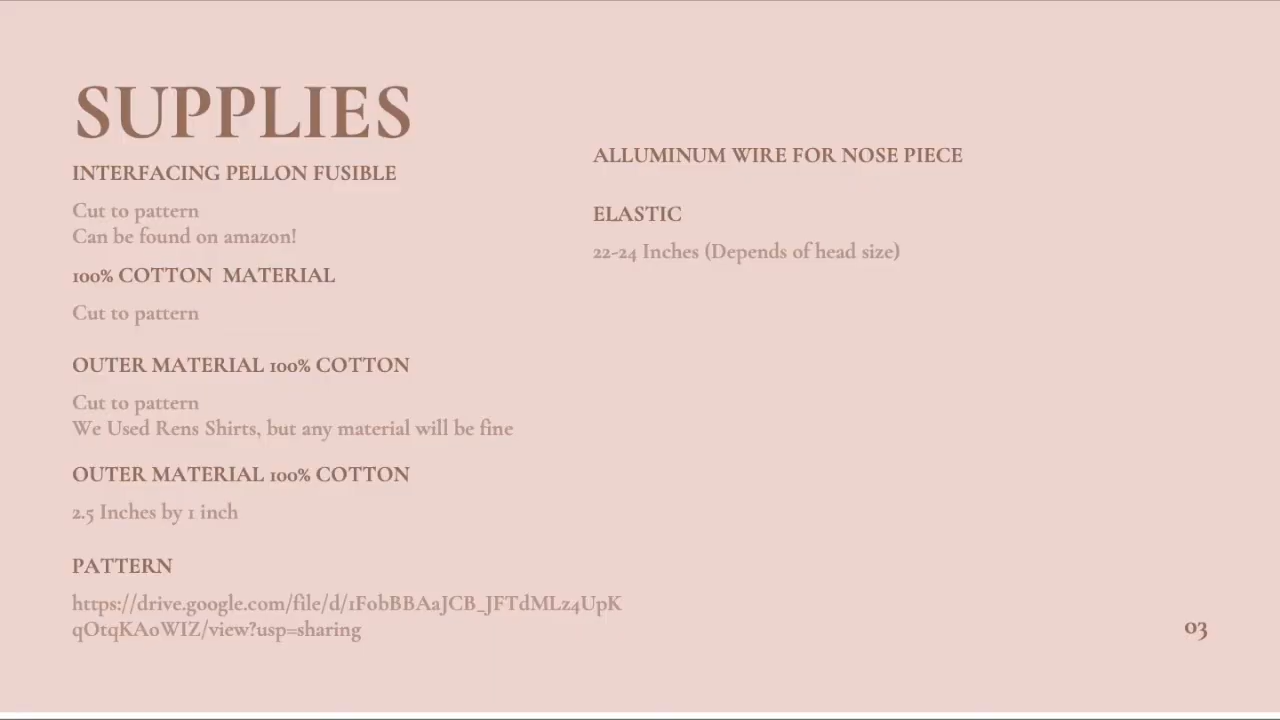 SUPPLIES
INTERFACING PELLON FUSIBLE
Cut to pattern
Can be found on amazon!
100% COTTON MATERIAL
Cut to pattern
OUTER MATERIAL 100% COTTON
Cut to pattern
We Used Rens Shirts, but any material will be fine
OUTER MATERIAL 100% COTTON
2.5 Inches by 1 inch
PATTERN
https://drive.google.com/file/d/1FobBBAaJCB_JFTdMLz4UpK
qOtqKAoWIZ/view?usp=sharing
ALLUMINUM WIRE FOR NOSE PIECE
ELASTIC
22-24 Inches (Depends of head size)
03